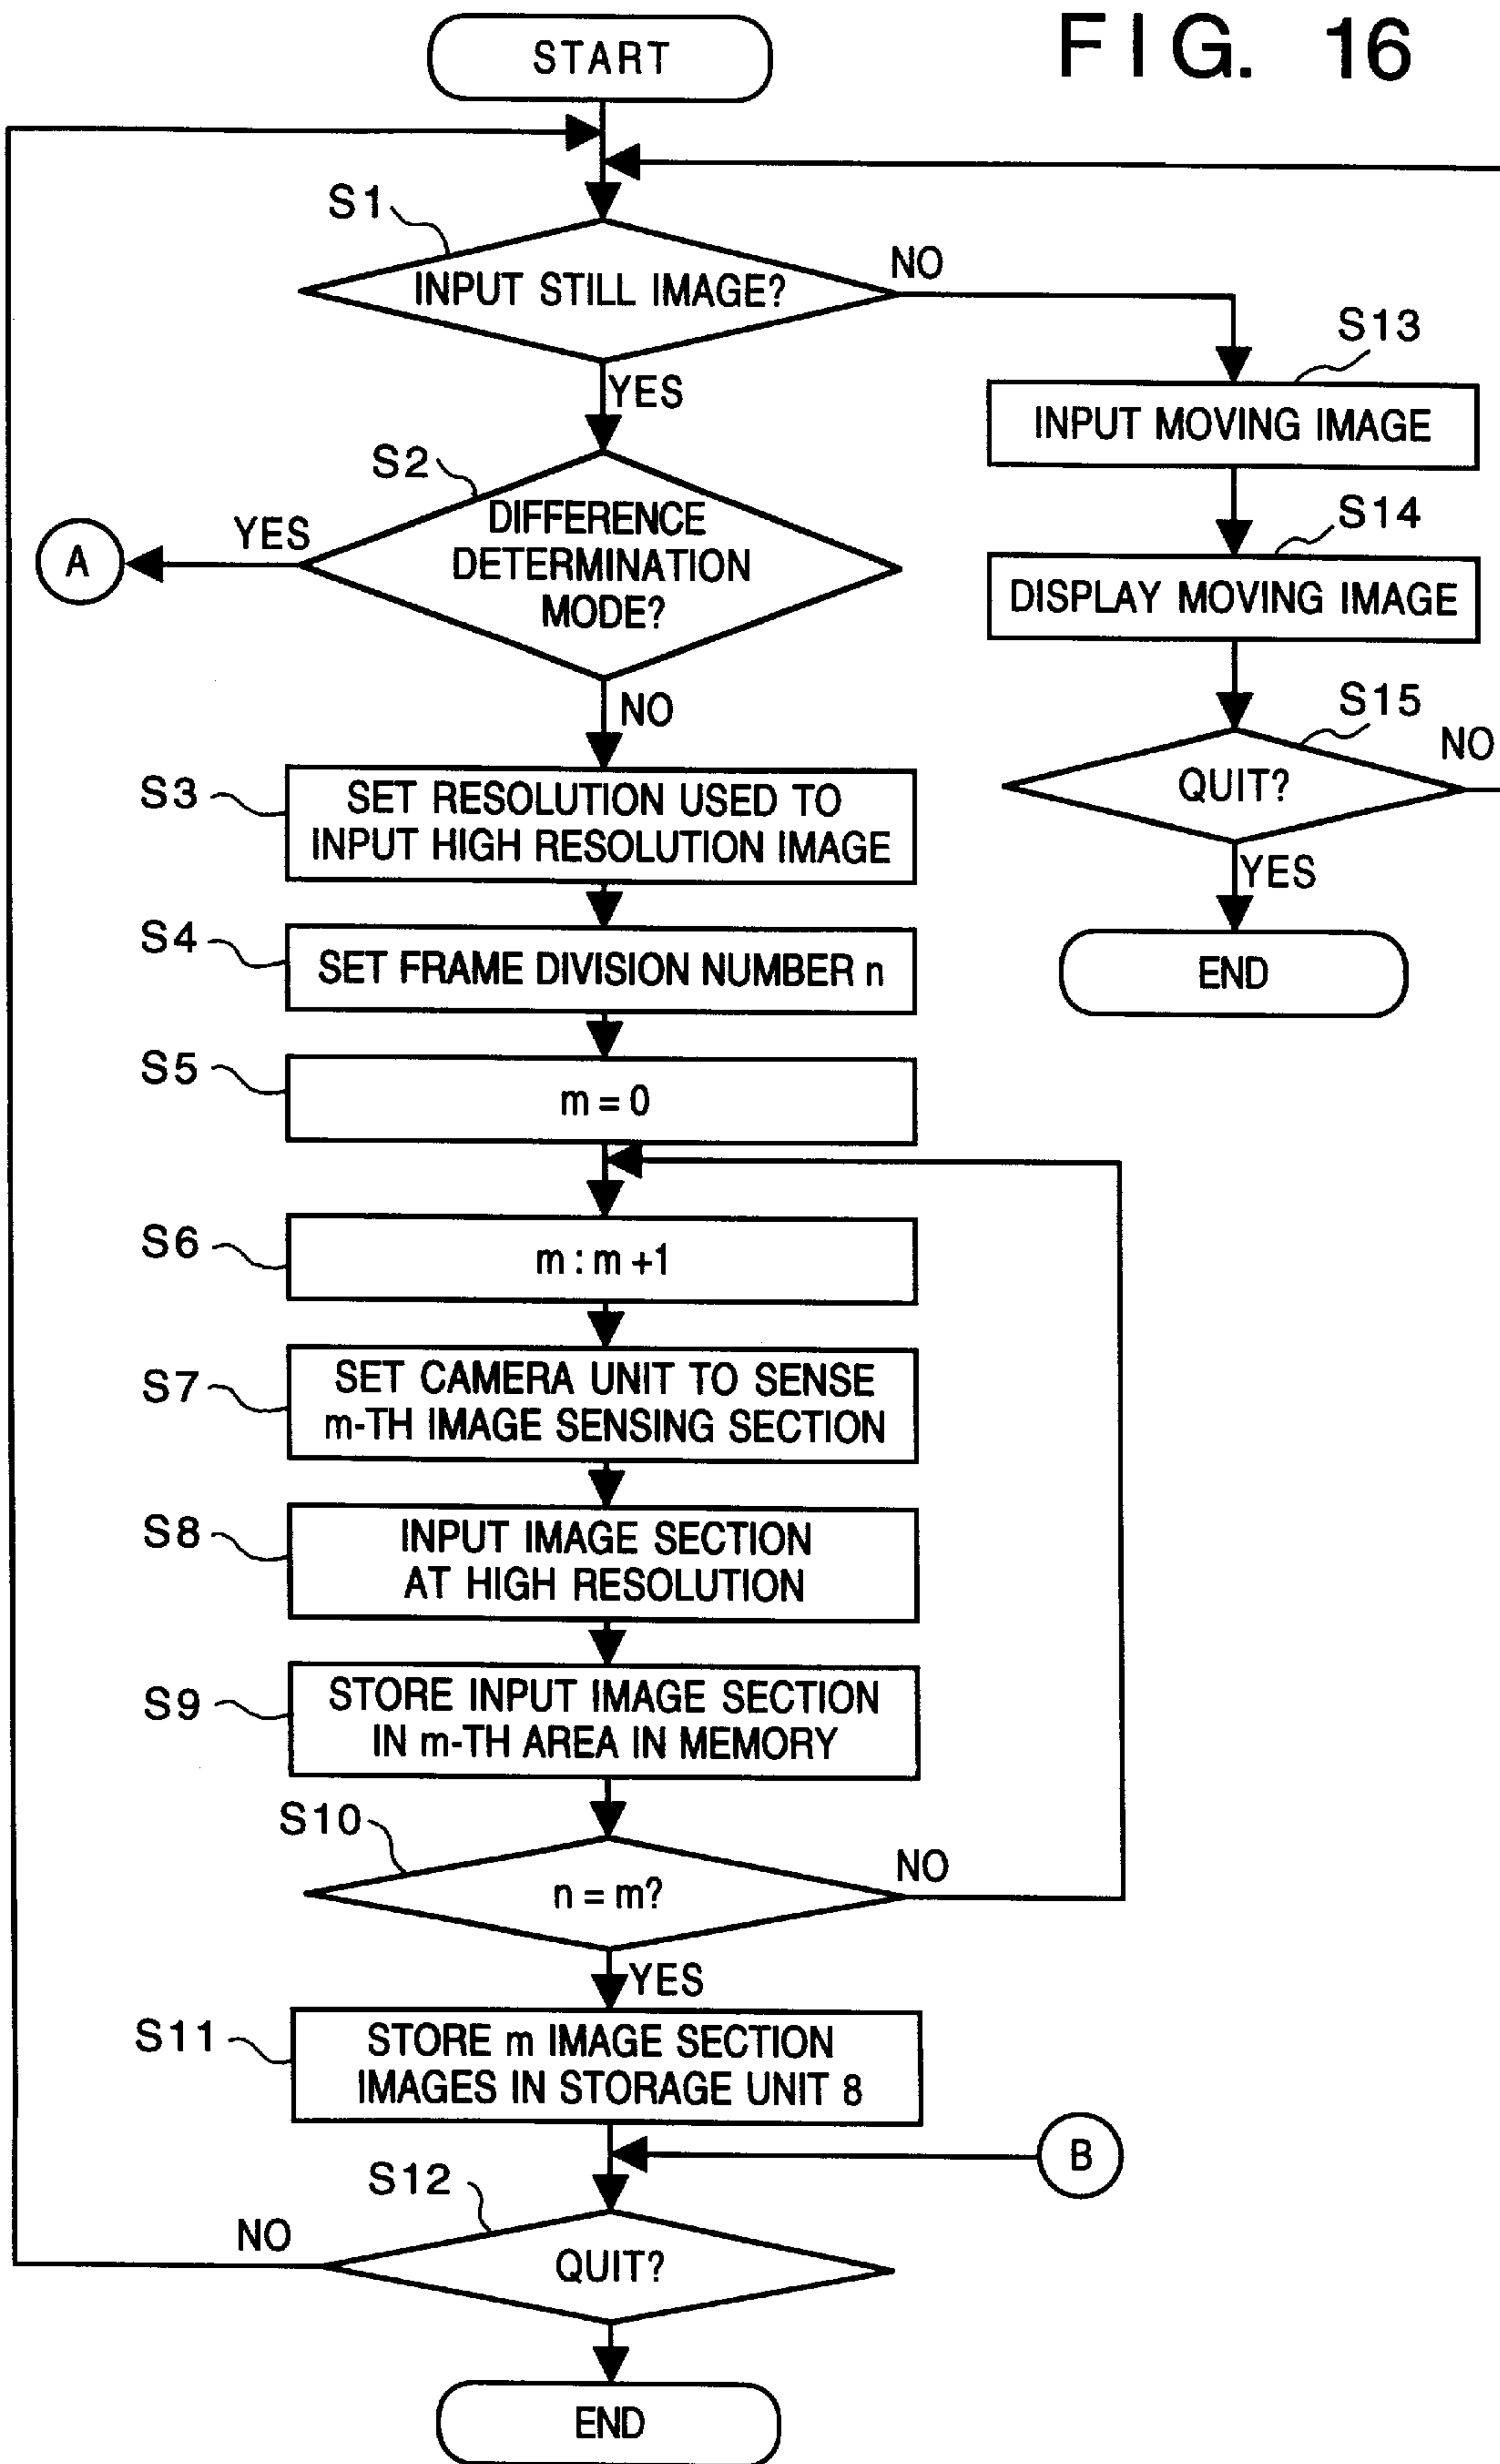 FIG. 16
START
S1
INPUT STILL IMAGE?
NO
YES
S13
INPUT MOVING IMAGE
S2
DIFFERENCE
DETERMINATION
MODE?
YES
A
NO
S14
DISPLAY MOVING IMAGE
S15
QUIT?
NO
YES
END
S3
SET RESOLUTION USED TO
INPUT HIGH RESOLUTION IMAGE
S4
SET FRAME DIVISION NUMBER n
S5
m = 0
S6
m : m +1
S7
SET CAMERA UNIT TO SENSE
m-TH IMAGE SENSING SECTION
S8
INPUT IMAGE SECTION
AT HIGH RESOLUTION
S9
STORE INPUT IMAGE SECTION
IN m-TH AREA IN MEMORY
S10
n = m?
NO
YES
S11
STORE m IMAGE SECTION
IMAGES IN STORAGE UNIT 8
B
S12
QUIT?
NO
END